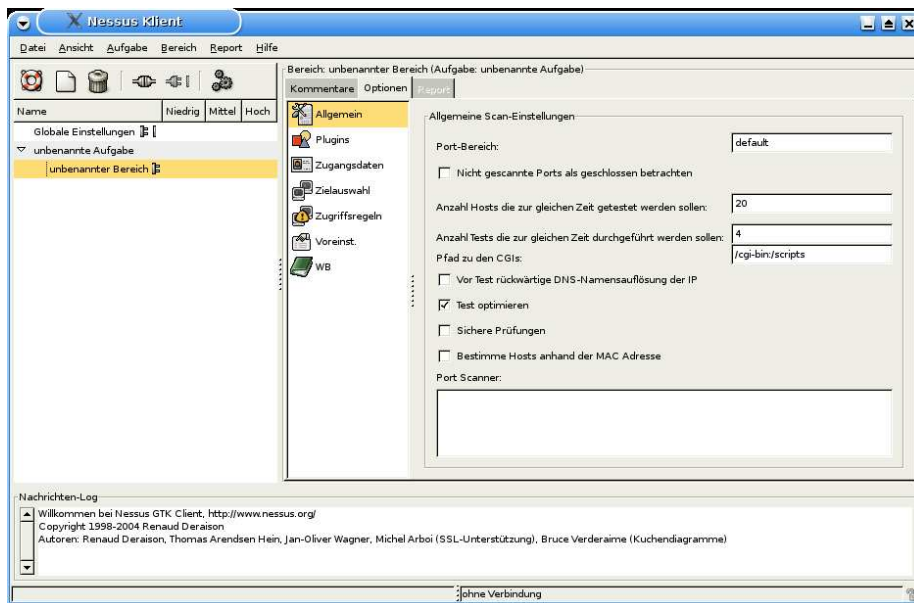 Nessus Klient
Datei Ansicht Aufgabe Bereich Report Hilfe
Name Niedrig Mittel Hoch
Globale Einstellungen
unbenannte Aufgabe
unbenannter Bereich
Bereich: unbenannter Bereich (Aufgabe: unbenannte Aufgabe)
Kommentare Optionen Report
Allgemein
Plugins
Zugangsdaten
Zielauswahl
Zugriffsregeln
Voreinst.
WB
Allgemeine Scan-Einstellungen
Port-Bereich: default
Nicht gescannte Ports als geschlossen betrachten
Anzahl Hosts die zur gleichen Zeit getestet werden sollen: 20
Anzahl Tests die zur gleichen Zeit durchgeführt werden sollen: 4
Pfad zu den CGIs: /cgi-bin:/scripts
Vor Test rückwärtige DNS-Namensauflösung der IP
Test optimieren
Sichere Prüfungen
Bestimme Hosts anhand der MAC Adresse
Port Scanner:
Nachrichten-Log
Willkommen bei Nessus GTK Client, http://www.nessus.org/
Copyright 1998-2004 Renaud Deraison
Autoren: Renaud Deraison, Thomas Arendsen Hein, Jan-Oliver Wagner, Michel Arboi (SSL-Unterstützung), Bruce Verderaime (Kuchendiagramme)
ohne Verbindung